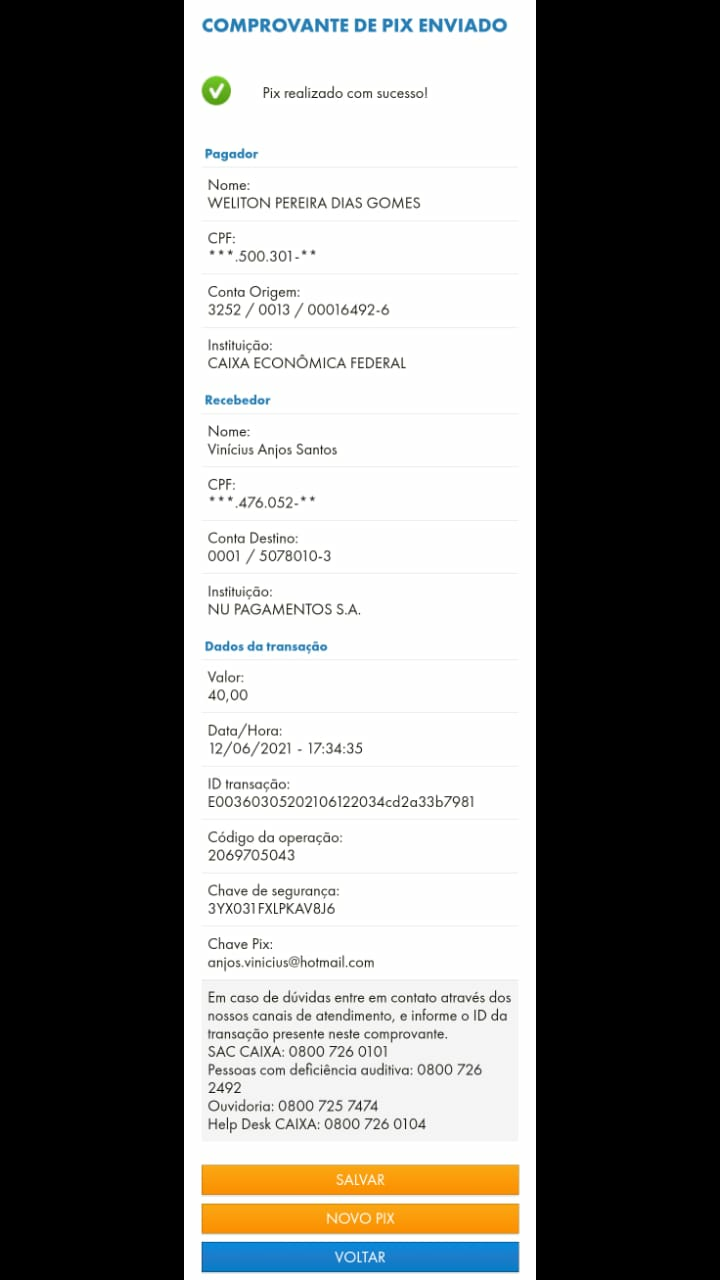 COMPROVANTE DE PIX ENVIADO
Pix realizado com sucesso!
Pagador
Nome:
WELITON PEREIRA DIAS GOMES
CPF:
***.500.301-**
Conta Origem:
3252 / 0013 / 00016492-6
Instituição:
CAIXA ECONÔMICA FEDERAL
Recebedor
Nome:
Vinícius Anjos Santos
CPF:
***.476.052-**
Conta Destino:
0001 / 5078010-3
Instituição:
NU PAGAMENTOS S.A.
Dados da transação
Valor:
40,00
Data/Hora:
12/06/2021 - 17:34:35
ID transação:
E00360305202106122034cd2a33b7981
Código da operação:
2069705043
Chave de segurança:
3YX031FXLPKAV8J6
Chave Pix:
anjos.vinicius@hotmail.com
Em caso de dúvidas entre em contato através dos
nossos canais de atendimento, e informe o ID da
transação presente neste comprovante.
SAC CAIXA: 0800 726 0101
Pessoas com deficiência auditiva: 0800 726
2492
Ouvidoria: 0800 725 7474
Help Desk CAIXA: 0800 726 0104
SALVAR
NOVO PIX
VOLTAR